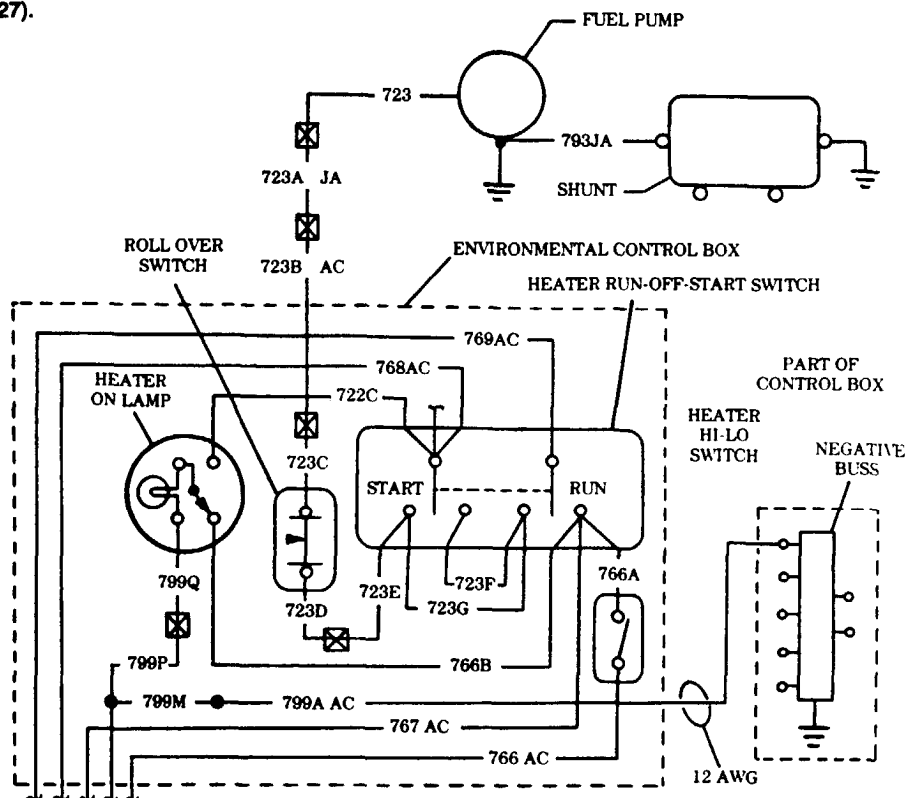 27).
FUEL PUMP
723
793JA
SHUNT
723A JA
ROLL OVER
SWITCH
723B AC
ENVIRONMENTAL CONTROL BOX
HEATER RUN-OFF-START SWITCH
769AC
768AC
HEATER
ON LAMP
722C
PART OF
CONTROL BOX
HEATER
HI-LO
SWITCH
NEGATIVE
BUSS
723C
START
RUN
799Q
723E
723F
766A
723D
723G
799P
766B
799M
799A AC
767 AC
766 AC
12 AWG